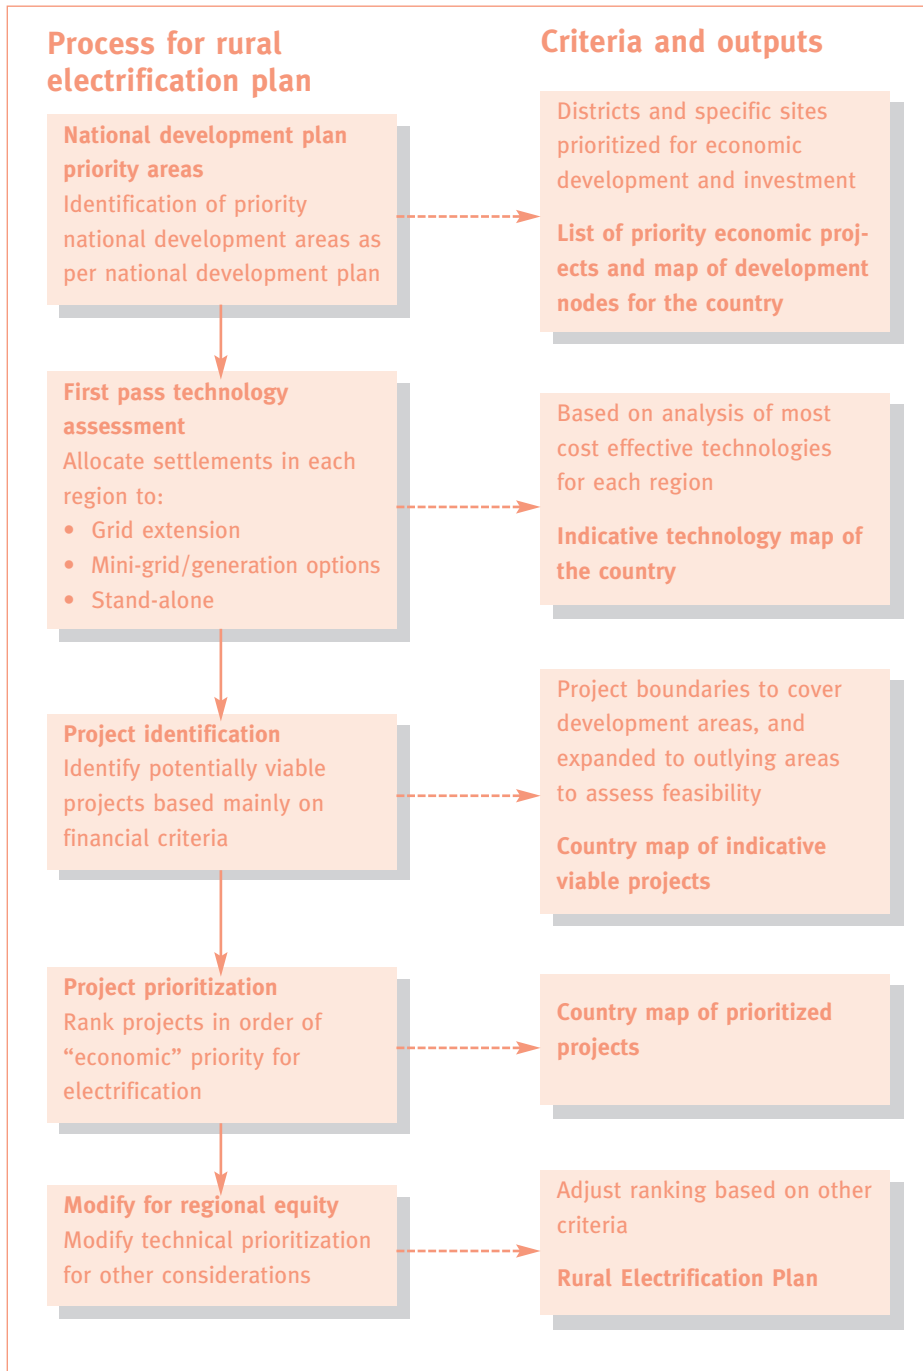 Process for rural
electrification plan
National development plan
priority areas
Identification of priority
national development areas as
per national development plan
First pass technology
assessment
Allocate settlements in each
region to:
• Grid extension
• Mini-grid/generation options
• Stand-alone
Project identification
Identify potentially viable
projects based mainly on
financial criteria
Project prioritization
Rank projects in order of
“economic” priority for
electrification
Modify for regional equity
Modify technical prioritization
for other considerations
Criteria and outputs
Districts and specific sites
prioritized for economic
development and investment
List of priority economic proj-
ects and map of development
nodes for the country
Based on analysis of most
cost effective technologies
for each region
Indicative technology map of
the country
Project boundaries to cover
development areas, and
expanded to outlying areas
to assess feasibility
Country map of indicative
viable projects
Country map of prioritized
projects
Adjust ranking based on other
criteria
Rural Electrification Plan